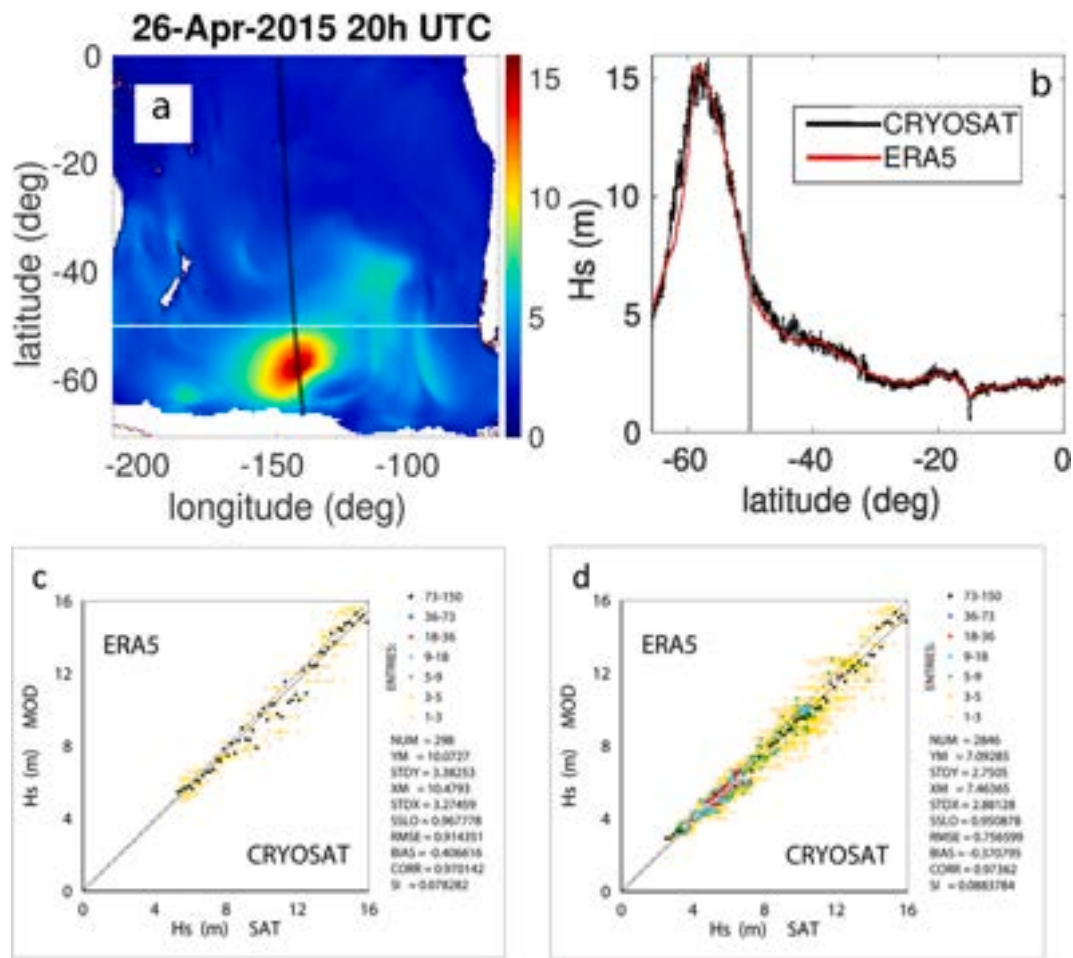 26-Apr-2015 20h UTC
a
0
-20
-40
-60
latitude (deg)
-200 -150 -100
longitude (deg)
15
10
5
0
b
CRYOSAT
ERA5
15
10
5
0
Hs (m)
-60 -40 -20 0
latitude (deg)
c
ERA5
CRYOSAT
16
12
8
4
0
Hs (m) MOD
0 4 8 12 16
Hs (m) SAT
ENTRIES:
73-150
36-73
18-36
9-18
5-9
3-5
1-3
NUM = 298
YM = 10.0727
STDY = 3.38253
XM = 10.4793
STDX = 3.27459
SSLO = 0.967778
RMSE = 0.914351
BIAS = -0.406616
CORR = 0.970142
SI = 0.078282
d
ERA5
CRYOSAT
16
12
8
4
0
Hs (m) MOD
0 4 8 12 16
Hs (m) SAT
ENTRIES:
73-150
36-73
18-36
9-18
5-9
3-5
1-3
NUM = 2846
YM = 7.09285
STDY = 2.7505
XM = 7.46365
STDX = 2.88128
SSLO = 0.950878
RMSE = 0.756599
BIAS = -0.370795
CORR = 0.97362
SI = 0.0883784